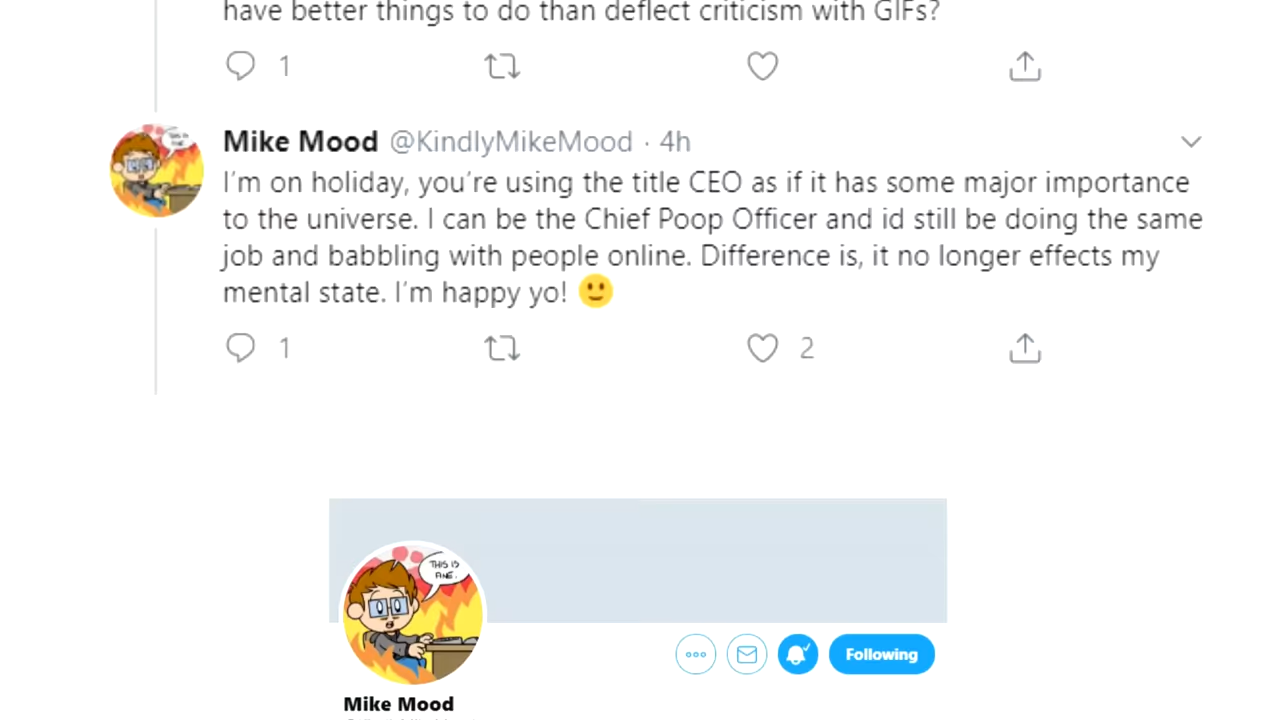 have better things to do than deflect criticism with GIFs?
1
Mike Mood @KindlyMikeMood · 4h
I'm on holiday, you're using the title CEO as if it has some major importance
to the universe. I can be the Chief Poop Officer and id still be doing the same
job and babbling with people online. Difference is, it no longer effects my
mental state. I'm happy yo! 🙂
1 2
THIS IS
FINE.
Following
Mike Mood